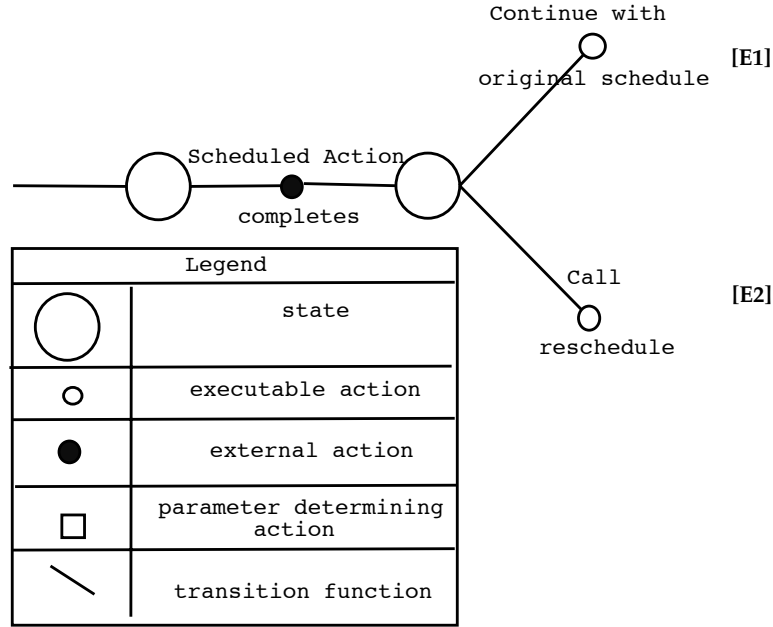 Continue with
[E1]
original schedule
Scheduled Action
completes
Call
[E2]
reschedule
Legend
state
executable action
external action
parameter determining
action
transition function